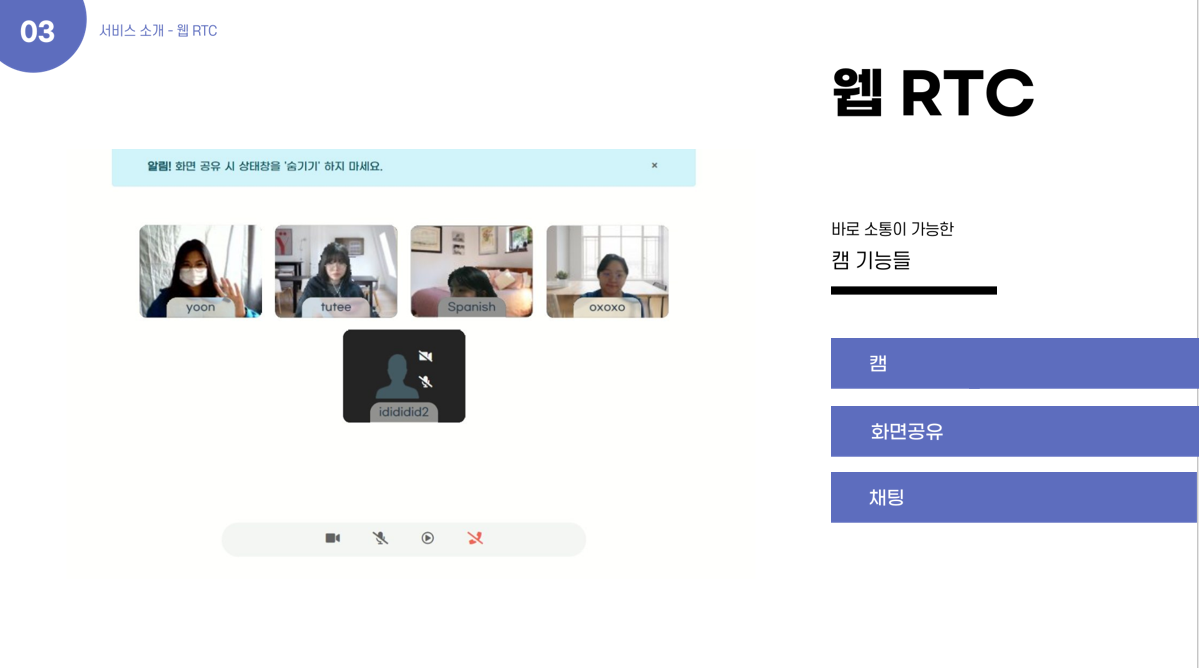 03
서비스 소개 - 웹 RTC
웹 RTC
알림! 화면 공유 시 상태창을 '숨기기' 하지 마세요.
×
yoon
tutee
Spanish
oxoxo
idididid2
바로 소통이 가능한
캠 기능들
캠
화면공유
채팅